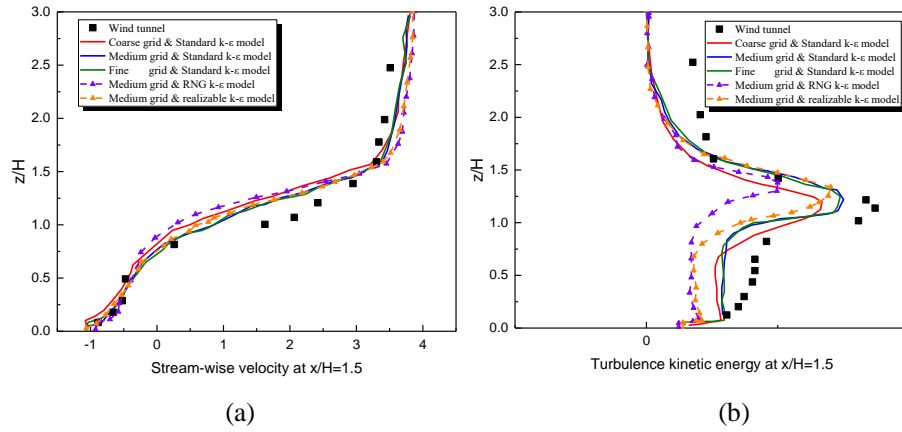 3.0
2.5
2.0
1.5
1.0
0.5
0.0
z/H
Wind tunnel
Coarse grid & Standard k-ε model
Medium grid & Standard k-ε model
Fine grid & Standard k-ε model
Medium grid & RNG k-ε model
Medium grid & realizable k-ε model
-1 0 1 2 3 4
Stream-wise velocity at x/H=1.5
(a)
3.0
2.5
2.0
1.5
1.0
0.5
0.0
z/H
Wind tunnel
Coarse grid & Standard k-ε model
Medium grid & Standard k-ε model
Fine grid & Standard k-ε model
Medium grid & RNG k-ε model
Medium grid & realizable k-ε model
0
Turbulence kinetic energy at x/H=1.5
(b)